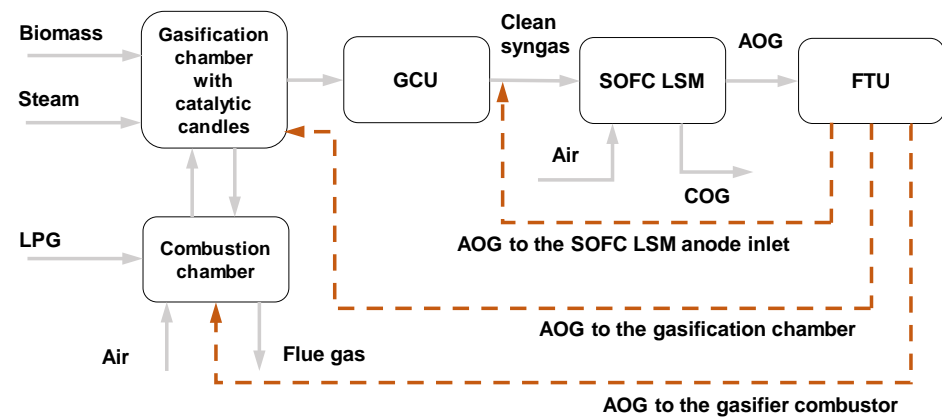 Biomass
Steam
Gasification
chamber
with
catalytic
candles
GCU
Clean
syngas
SOFC LSM
AOG
FTU
Air
COG
AOG to the SOFC LSM anode inlet
LPG
Combustion
chamber
AOG to the gasification chamber
Air
Flue gas
AOG to the gasifier combustor